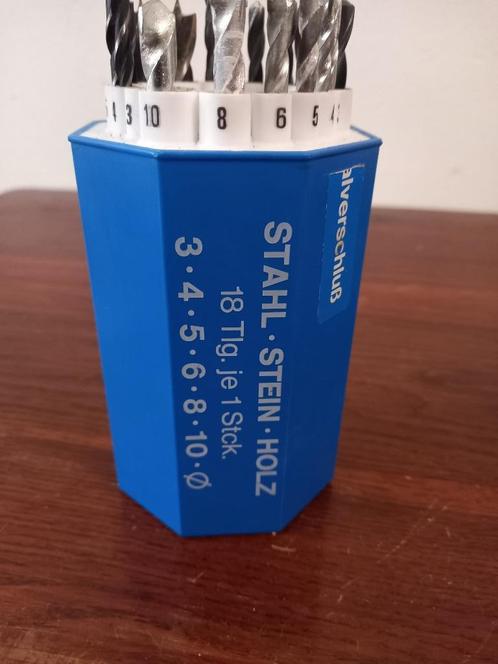 4 3 10 8 6 5 4 3
alverschluß
STAHL · STEIN · HOLZ
18 Tlg. je 1 Stck.
3 · 4 · 5 · 6 · 8 · 10 · Ø